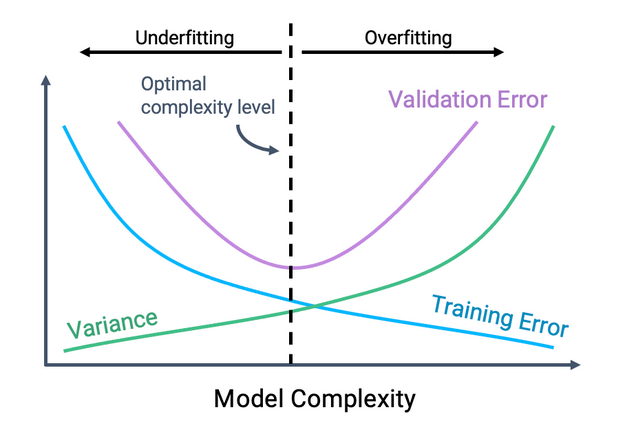 Underfitting
Overfitting
Optimal
complexity level
Validation Error
Variance
Training Error
Model Complexity